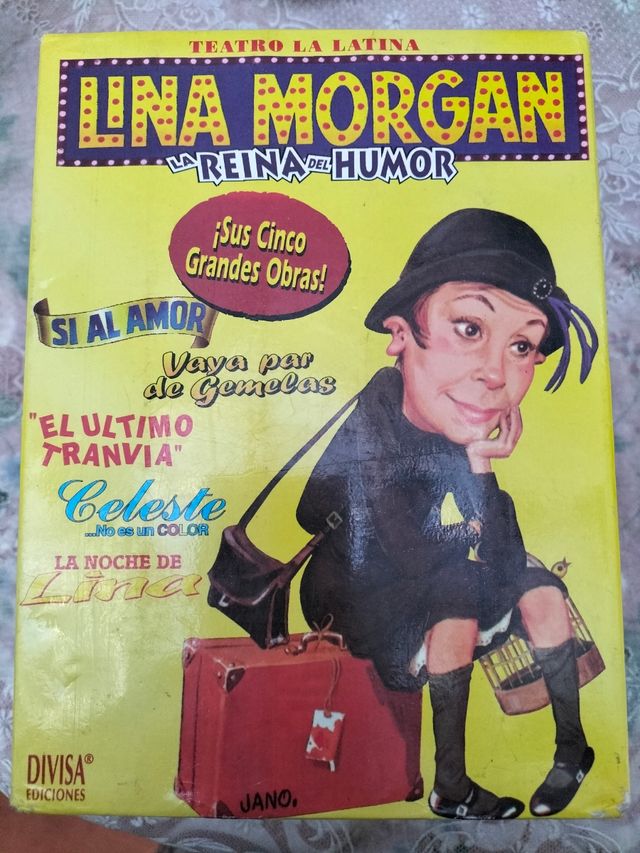 TEATRO LA LATINA
LINA MORGAN
LA REINA DEL HUMOR
¡Sus Cinco
Grandes Obras!
SI AL AMOR
Vaya par
de Gemelas
"EL ULTIMO
TRANVIA"
Celeste
...No es un COLOR
LA NOCHE DE
Lina
DIVISA®
EDICIONES
JANO.